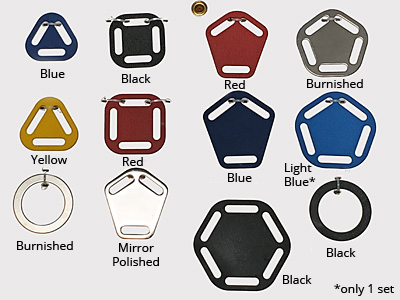 Blue
Black
Red
Burnished
Yellow
Red
Blue
Light
Blue*
Burnished
Mirror
Polished
Black
Black
*only 1 set